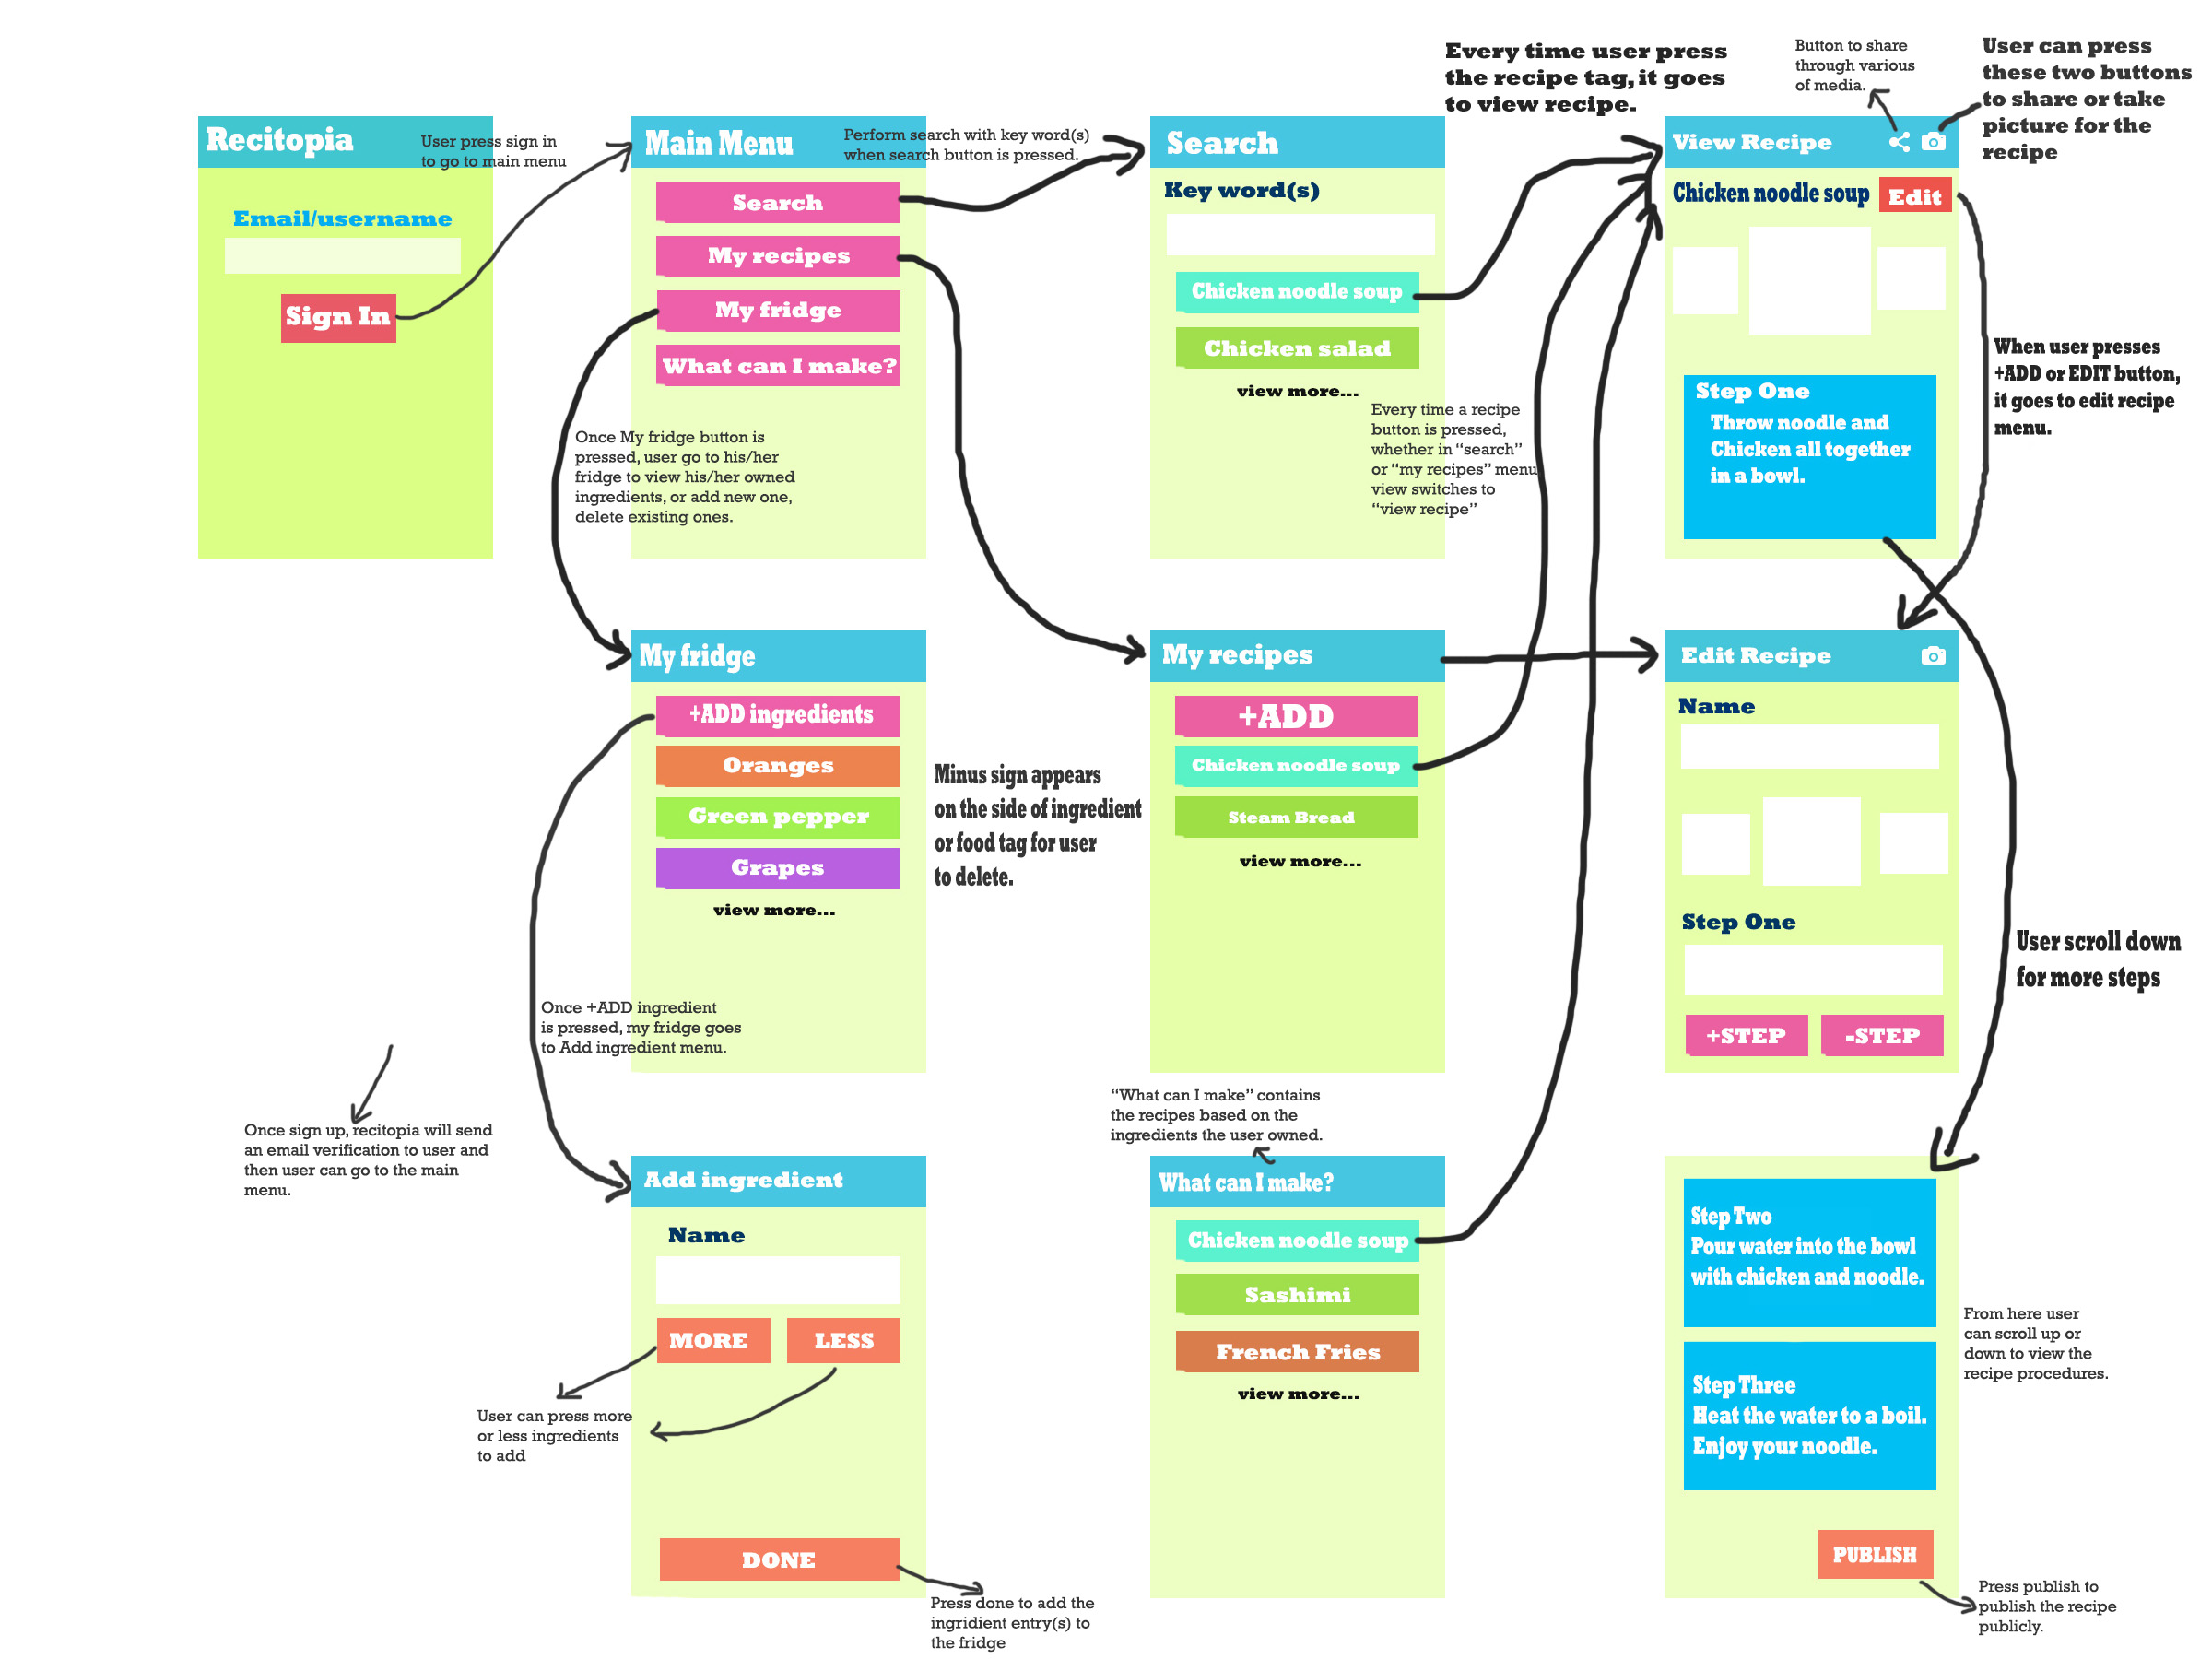 Every time user press
the recipe tag, it goes
to view recipe.
Button to share
through various
of media.
User can press
these two buttons
to share or take
picture for the
recipe
Recitopia
User press sign in
to go to main menu
Email/username
Sign In
Main Menu
Perform search with key word(s)
when search button is pressed.
Search
My recipes
My fridge
What can I make?
Once My fridge button is
pressed, user go to his/her
fridge to view his/her owned
ingredients, or add new one,
delete existing ones.
Search
Key word(s)
Chicken noodle soup
Chicken salad
view more...
Every time a recipe
button is pressed,
whether in “search”
or “my recipes” menu
view switches to
“view recipe”
View Recipe
Chicken noodle soup
Edit
Step One
Throw noodle and
Chicken all together
in a bowl.
When user presses
+ADD or EDIT button,
it goes to edit recipe
menu.
My fridge
+ADD ingredients
Oranges
Green pepper
Grapes
view more...
Minus sign appears
on the side of ingredient
or food tag for user
to delete.
Once +ADD ingredient
is pressed, my fridge goes
to Add ingredient menu.
My recipes
+ADD
Chicken noodle soup
Steam Bread
view more...
Edit Recipe
Name
Step One
+STEP
-STEP
User scroll down
for more steps
Once sign up, recitopia will send
an email verification to user and
then user can go to the main
menu.
Add ingredient
Name
MORE
LESS
User can press more
or less ingredients
to add
DONE
Press done to add the
ingridient entry(s) to
the fridge
“What can I make” contains
the recipes based on the
ingredients the user owned.
What can I make?
Chicken noodle soup
Sashimi
French Fries
view more...
Step Two
Pour water into the bowl
with chicken and noodle.
Step Three
Heat the water to a boil.
Enjoy your noodle.
From here user
can scroll up or
down to view the
recipe procedures.
PUBLISH
Press publish to
publish the recipe
publicly.